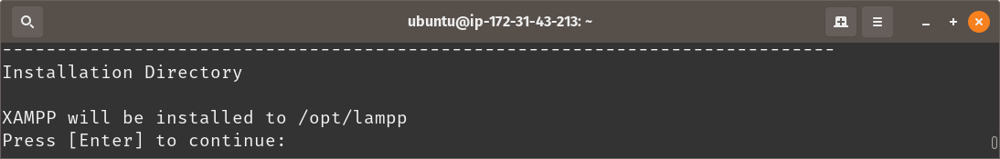 ubuntu@ip-172-31-43-213: ~
----------------------------------------------------------------------------
Installation Directory
XAMPP will be installed to /opt/lampp
Press [Enter] to continue: